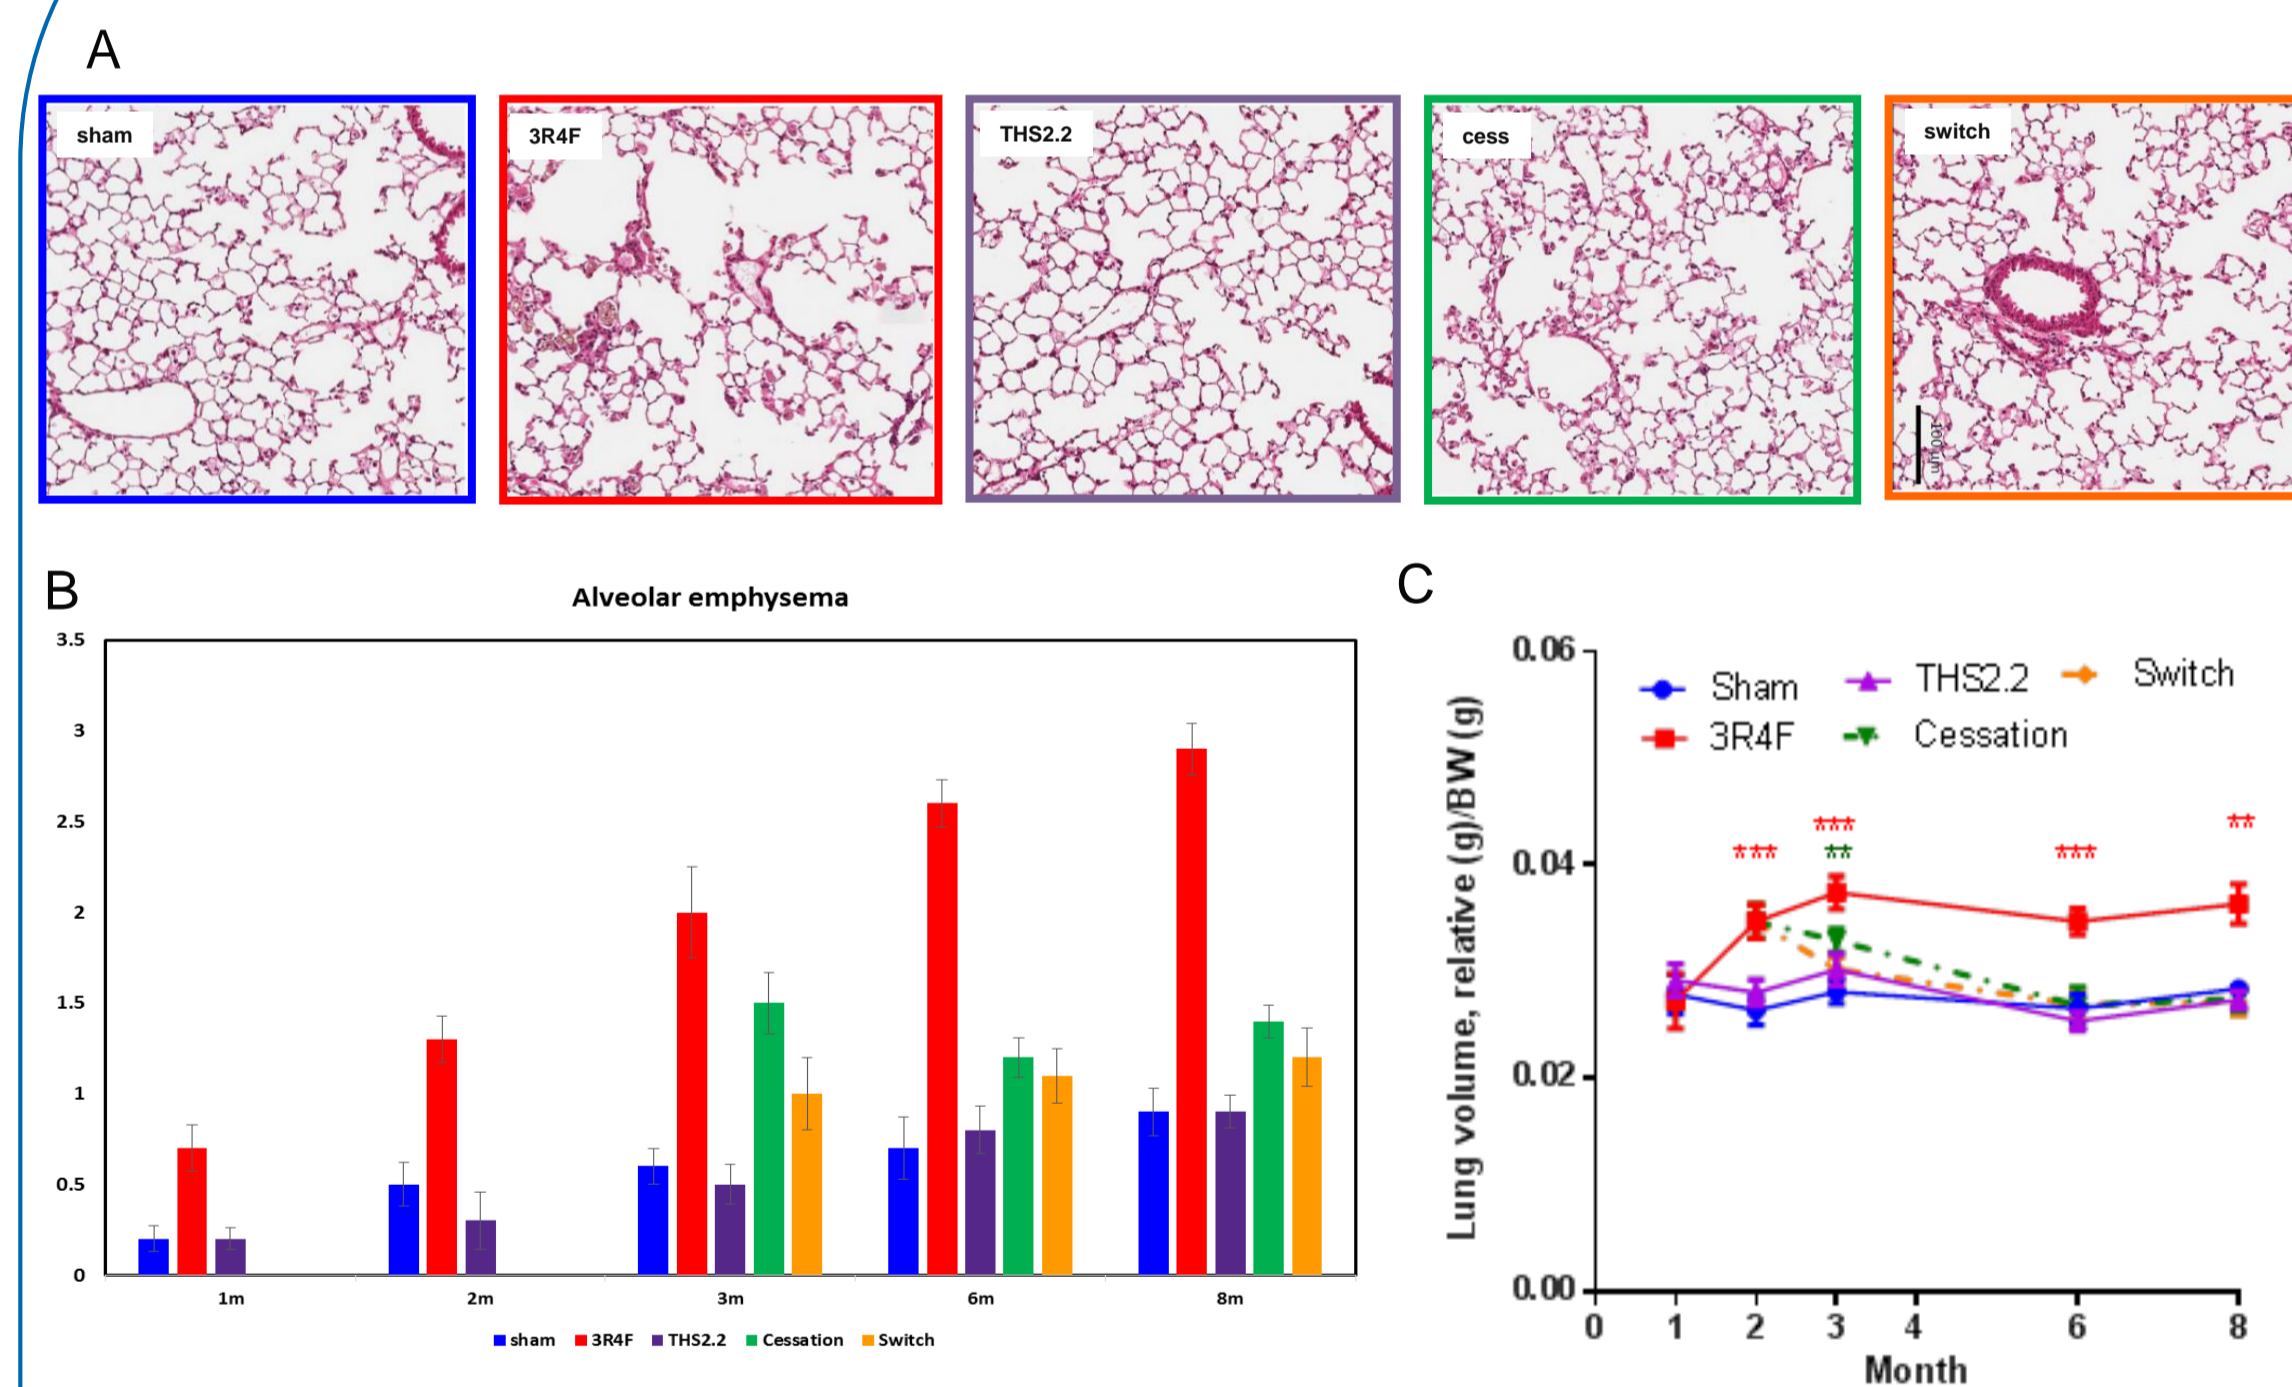 A
sham
3R4F
THS2.2
cess
switch
100 µm
B
Alveolar emphysema
3.5
3
2.5
2
1.5
1
0.5
0
1m 2m 3m 6m 8m
sham 3R4F THS2.2 Cessation Switch
C
Lung volume, relative (g)/BW (g)
0.06
0.04
0.02
0.00
Sham THS2.2 Switch
3R4F Cessation
*** *** ** *** **
0 1 2 3 4 6 8
Month